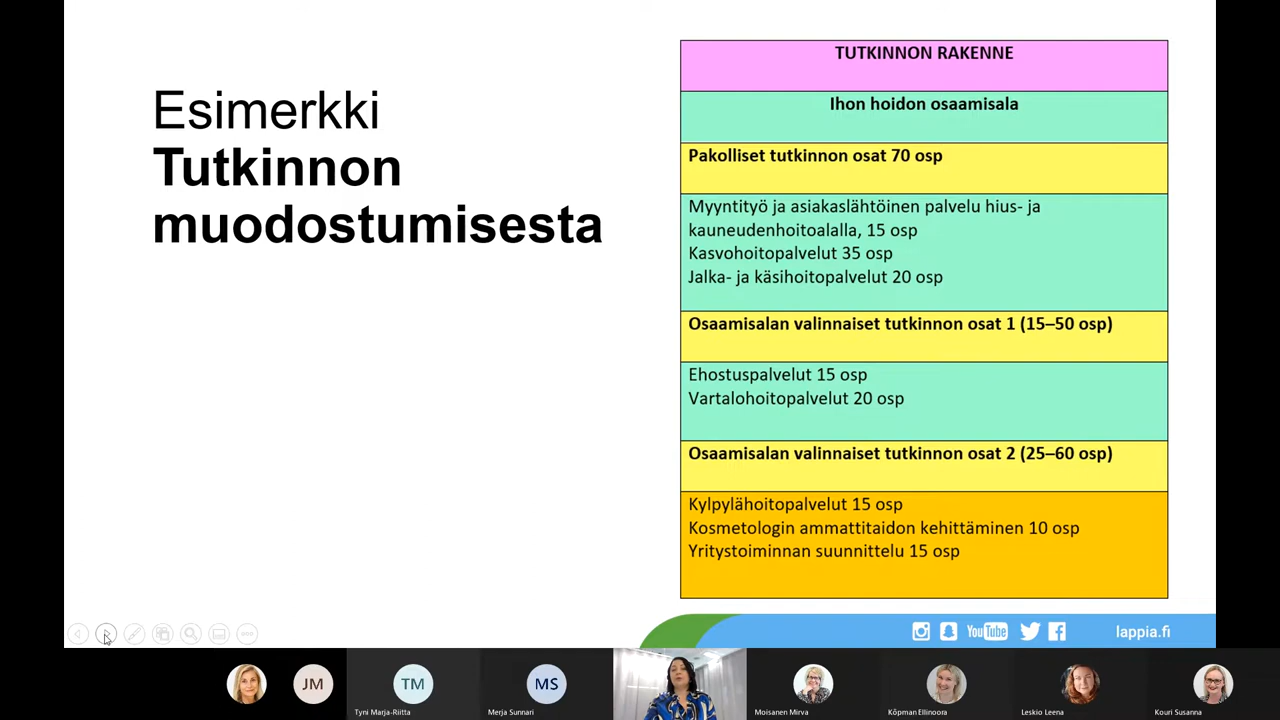 Esimerkki
Tutkinnon
muodostumisesta
TUTKINNON RAKENNE
Ihon hoidon osaamisala
Pakolliset tutkinnon osat 70 osp
Myyntityö ja asiakaslähtöinen palvelu hius- ja
kauneudenhoitoalalla, 15 osp
Kasvohoitopalvelut 35 osp
Jalka- ja käsihoitopalvelut 20 osp
Osaamisalan valinnaiset tutkinnon osat 1 (15–50 osp)
Ehostuspalvelut 15 osp
Vartalohoitopalvelut 20 osp
Osaamisalan valinnaiset tutkinnon osat 2 (25–60 osp)
Kylpylähoitopalvelut 15 osp
Kosmetologin ammattitaidon kehittäminen 10 osp
Yritystoiminnan suunnittelu 15 osp
YouTube
lappia.fi
JM
TM
MS
Tyni Marja-Riitta
Merja Sunnari
Moisanen Mirva
Köpman Ellinoora
Leskio Leena
Kouri Susanna